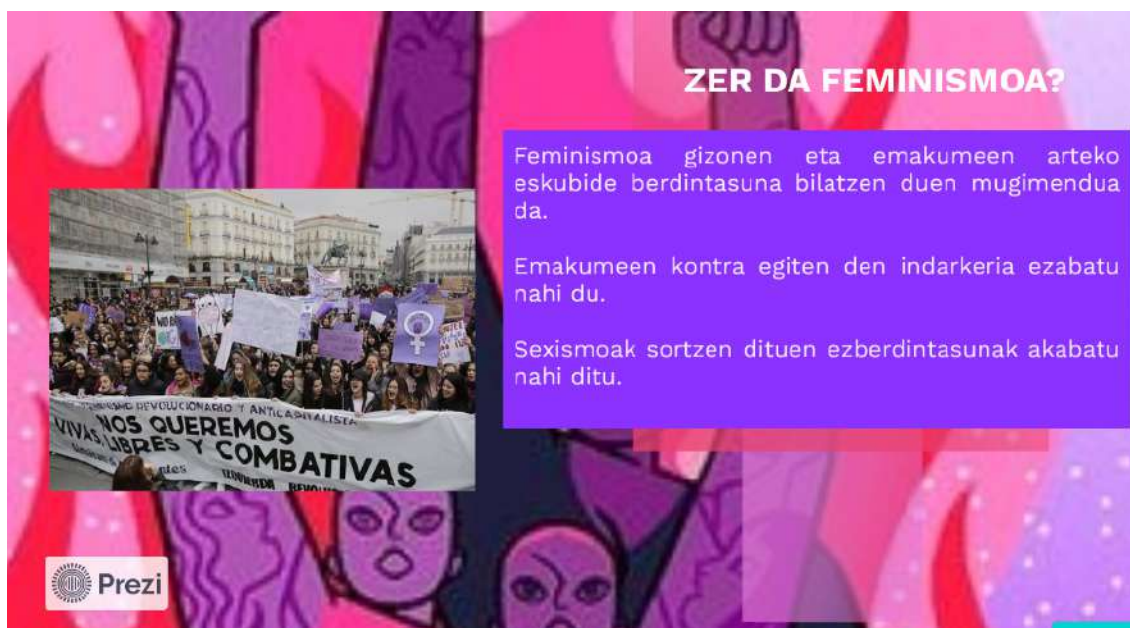 ZER DA FEMINISMOA?
Feminismoa gizonen eta emakumeen arteko
eskubide berdintasuna bilatzen duen mugimendua
da.
Emakumeen kontra egiten den indarkeria ezabatu
nahi du.
Sexismoak sortzen dituen ezberdintasunak akabatu
nahi ditu.
REVOLUCIONARIO Y ANTICAPITALISTA
NOS QUEREMOS
VIVAS, LIBRES Y COMBATIVAS
IZQUIERDA
Prezi